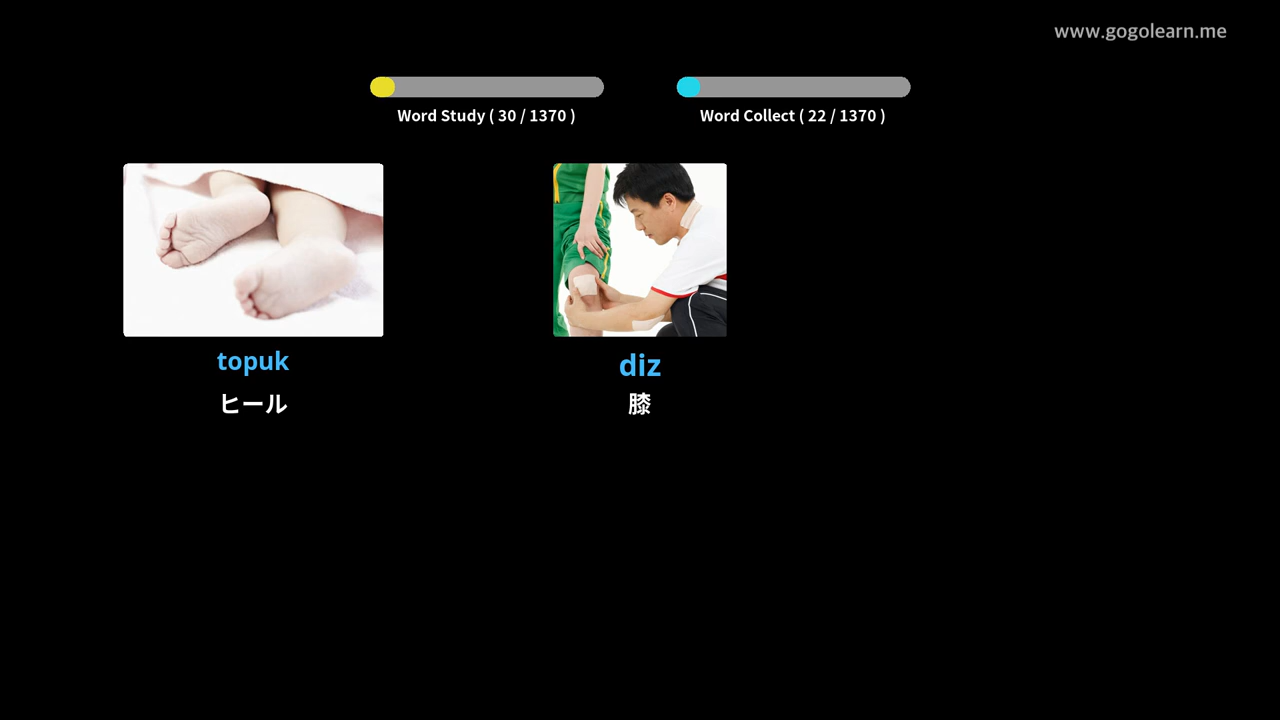 www.gogolearn.me
Word Study ( 30 / 1370 )
Word Collect ( 22 / 1370 )
topuk
ヒール
diz
膝